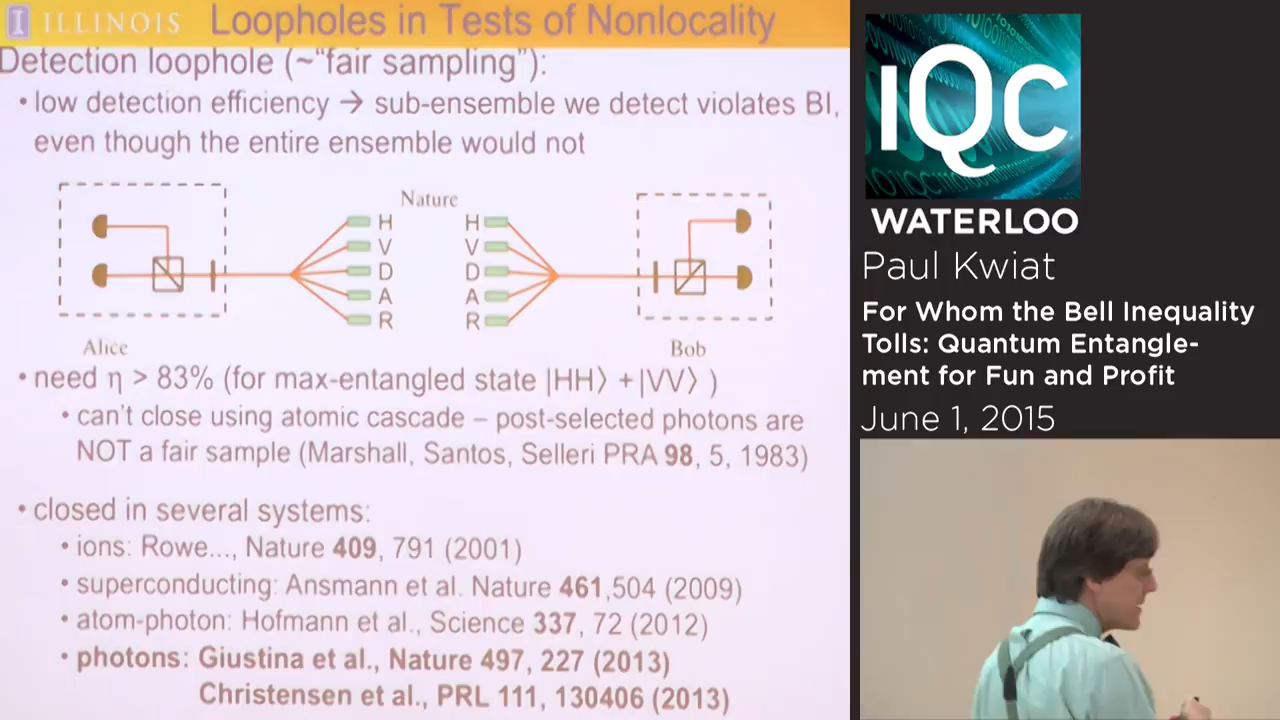 I ILLINOIS Loopholes in Tests of Nonlocality
Detection loophole (~“fair sampling”):
• low detection efficiency → sub-ensemble we detect violates BI,
even though the entire ensemble would not
Nature
H H
V V
D D
A A
R R
Alice Bob
• need η > 83% (for max-entangled state |HH⟩ +|VV⟩ )
• can’t close using atomic cascade – post-selected photons are
NOT a fair sample (Marshall, Santos, Selleri PRA 98, 5, 1983)
• closed in several systems:
• ions: Rowe..., Nature 409, 791 (2001)
• superconducting: Ansmann et al. Nature 461,504 (2009)
• atom-photon: Hofmann et al., Science 337, 72 (2012)
• photons: Giustina et al., Nature 497, 227 (2013)
Christensen et al., PRL 111, 130406 (2013)
IQC
WATERLOO
Paul Kwiat
For Whom the Bell Inequality
Tolls: Quantum Entangle-
ment for Fun and Profit
June 1, 2015